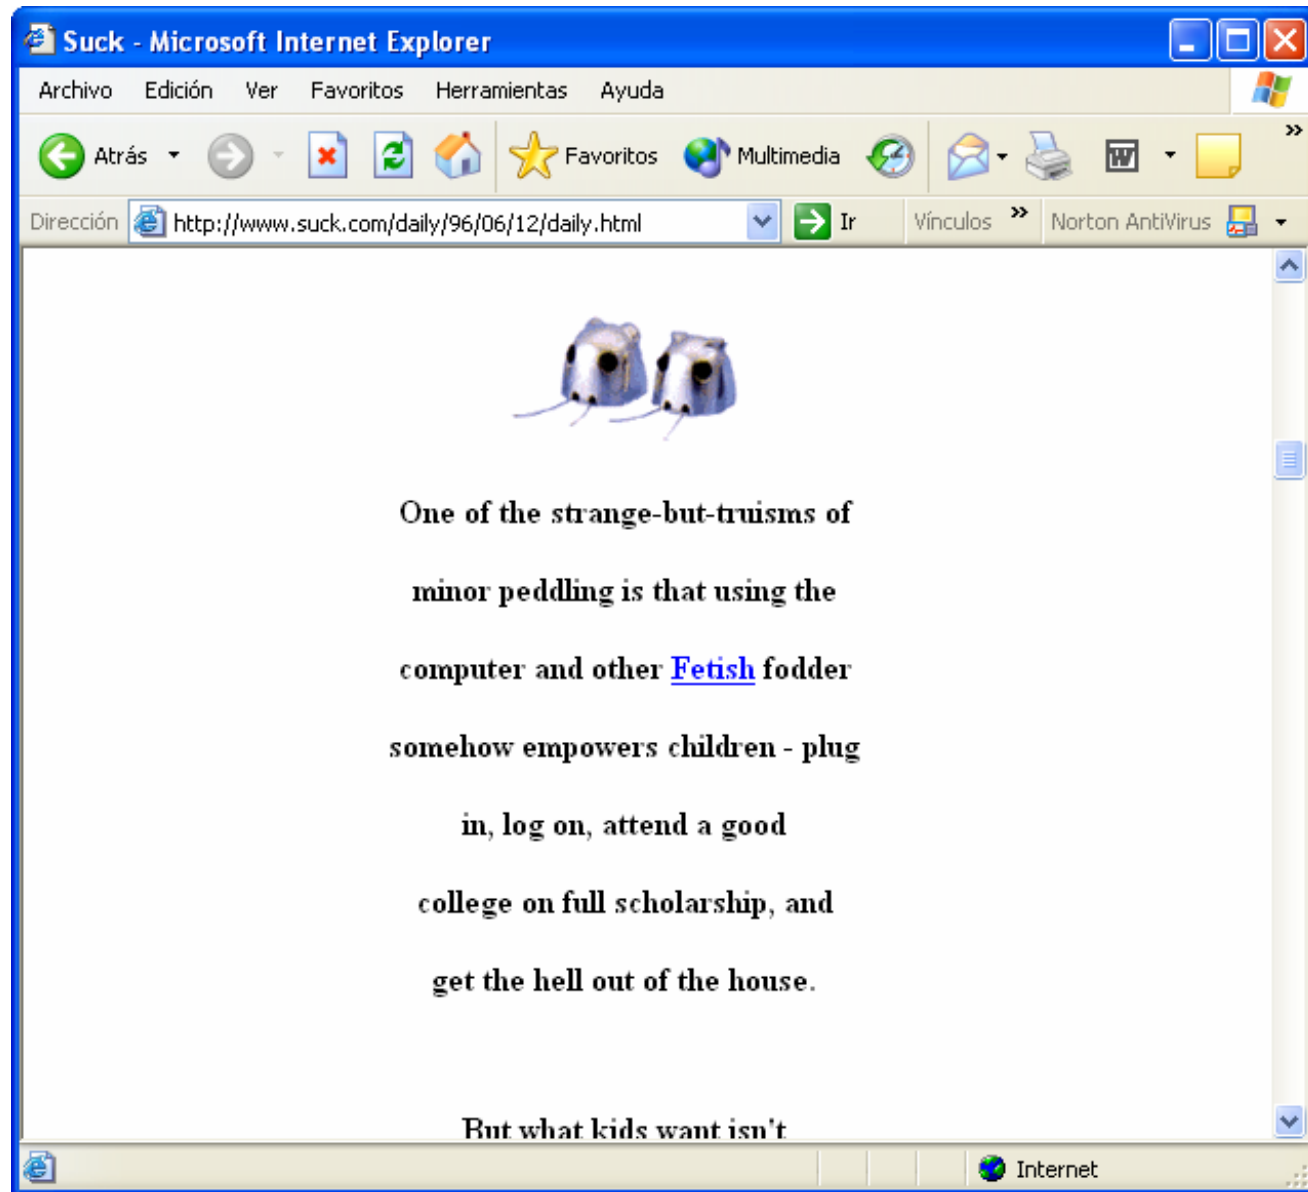 Suck - Microsoft Internet Explorer
Archivo Edición Ver Favoritos Herramientas Ayuda
Atrás Favoritos Multimedia W »
Dirección http://www.suck.com/daily/96/06/12/daily.html Ir Vínculos » Norton AntiVirus
One of the strange-but-truisms of
minor peddling is that using the
computer and other Fetish fodder
somehow empowers children - plug
in, log on, attend a good
college on full scholarship, and
get the hell out of the house.
But what kids want isn't
Internet